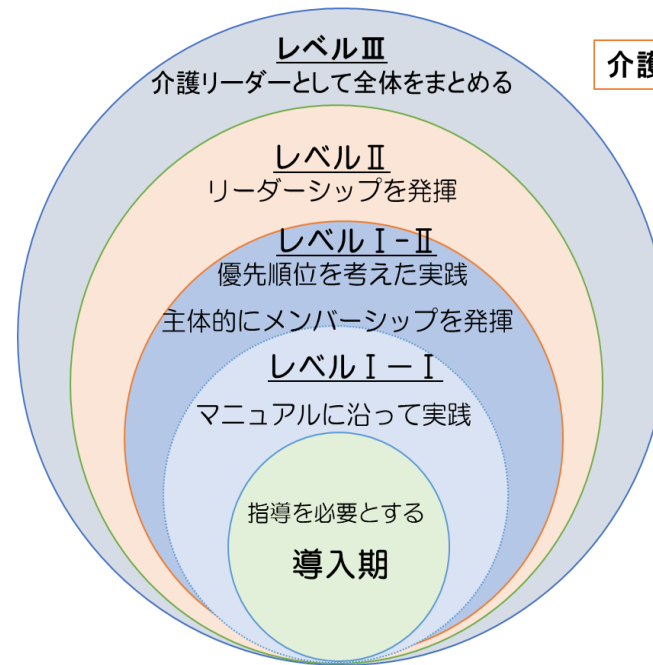 レベルⅢ
介護リーダーとして全体をまとめる
介護
レベルⅡ
リーダーシップを発揮
レベルⅠ-Ⅱ
優先順位を考えた実践
主体的にメンバーシップを発揮
レベルⅠ－Ⅰ
マニュアルに沿って実践
指導を必要とする
導入期